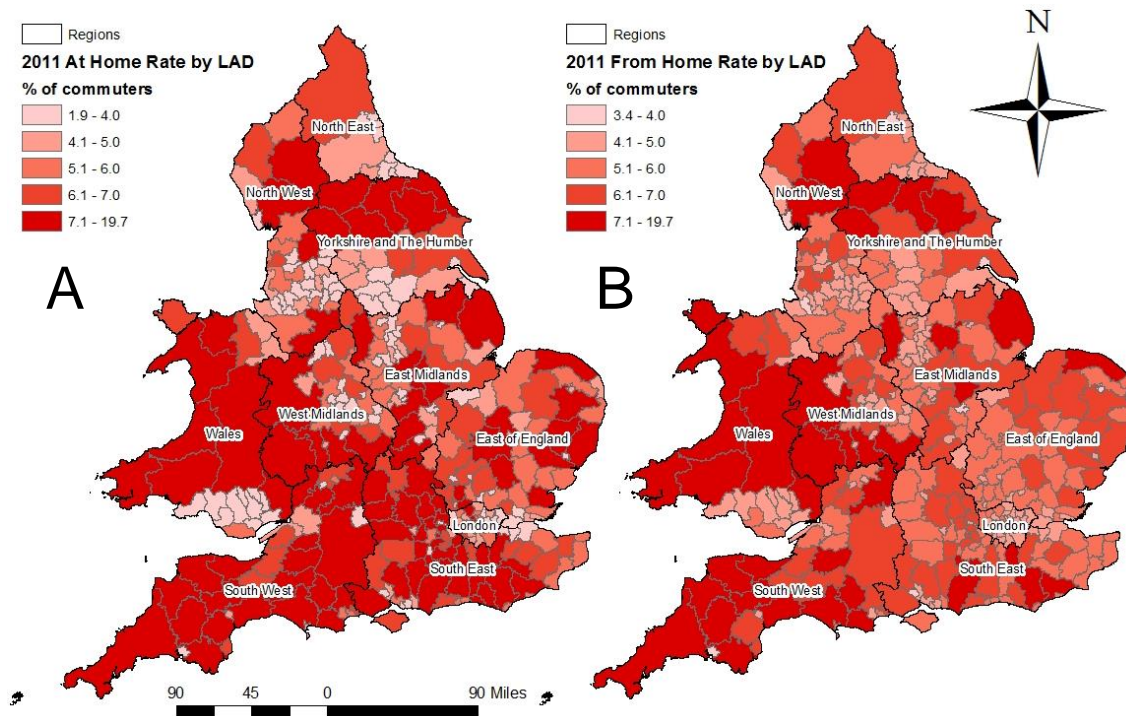 Regions
2011 At Home Rate by LAD
% of commuters
1.9 - 4.0
4.1 - 5.0
5.1 - 6.0
6.1 - 7.0
7.1 - 19.7
A
North East
North West
Yorkshire and The Humber
East Midlands
West Midlands
Wales
East of England
London
South East
South West
90 45 0 90 Miles
Regions
2011 From Home Rate by LAD
% of commuters
3.4 - 4.0
4.1 - 5.0
5.1 - 6.0
6.1 - 7.0
7.1 - 19.7
B
N
North East
North West
Yorkshire and The Humber
East Midlands
West Midlands
Wales
East of England
London
South East
South West